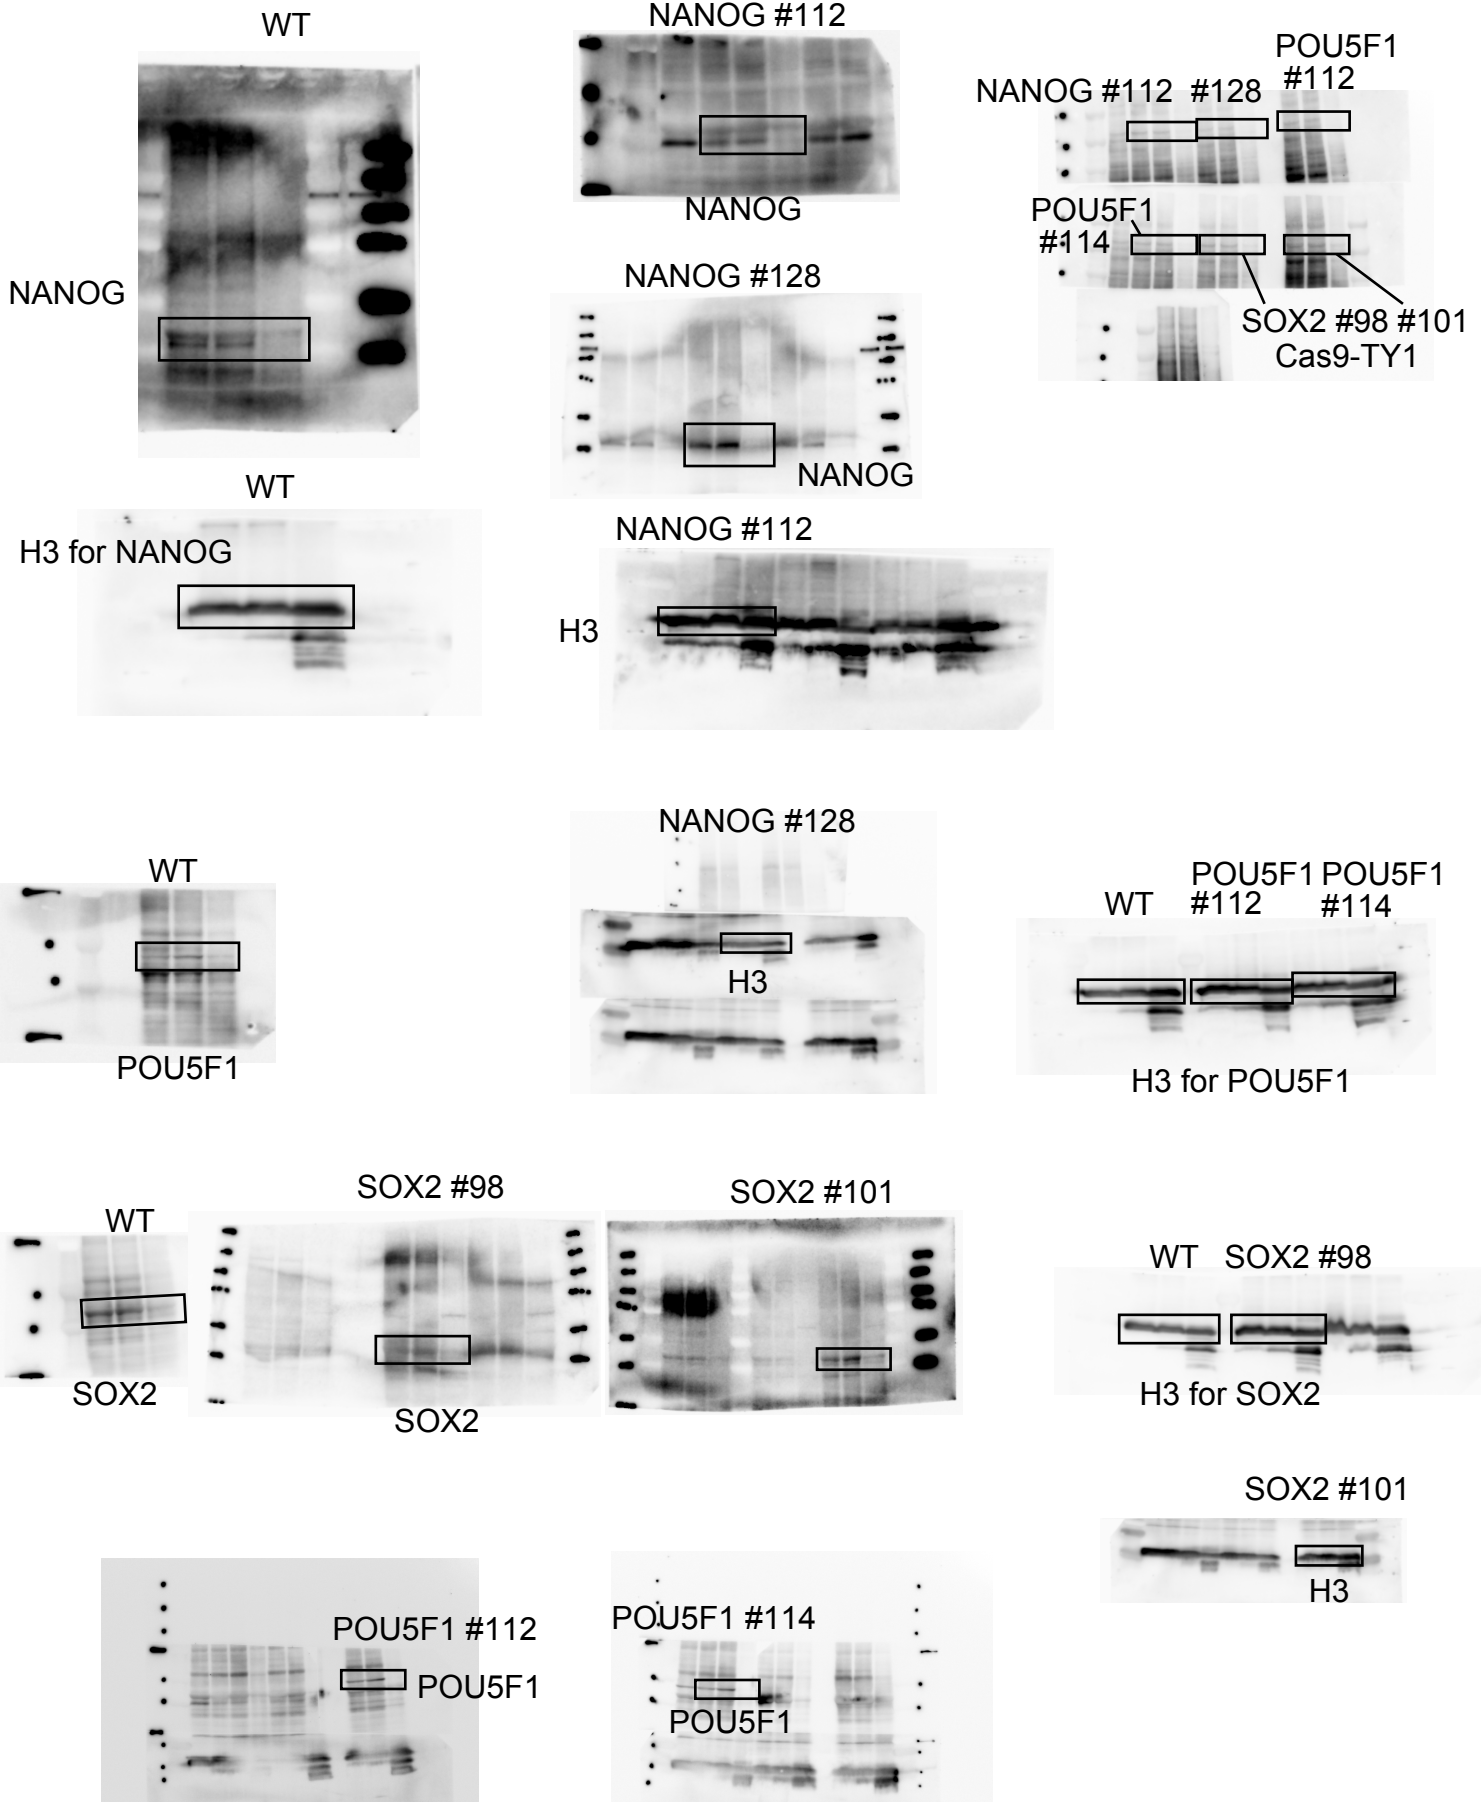 WT
NANOG #112
POU5F1
#112
NANOG #112 #128
NANOG
POU5F1
#114
NANOG #128
NANOG
SOX2 #98 #101
Cas9-TY1
NANOG
WT
NANOG #112
H3 for NANOG
H3
NANOG #128
WT
POU5F1 POU5F1
WT #112 #114
H3
POU5F1
H3 for POU5F1
SOX2 #98
SOX2 #101
WT
WT SOX2 #98
SOX2
SOX2
H3 for SOX2
SOX2 #101
H3
POU5F1 #112
POU5F1 #114
POU5F1
POU5F1